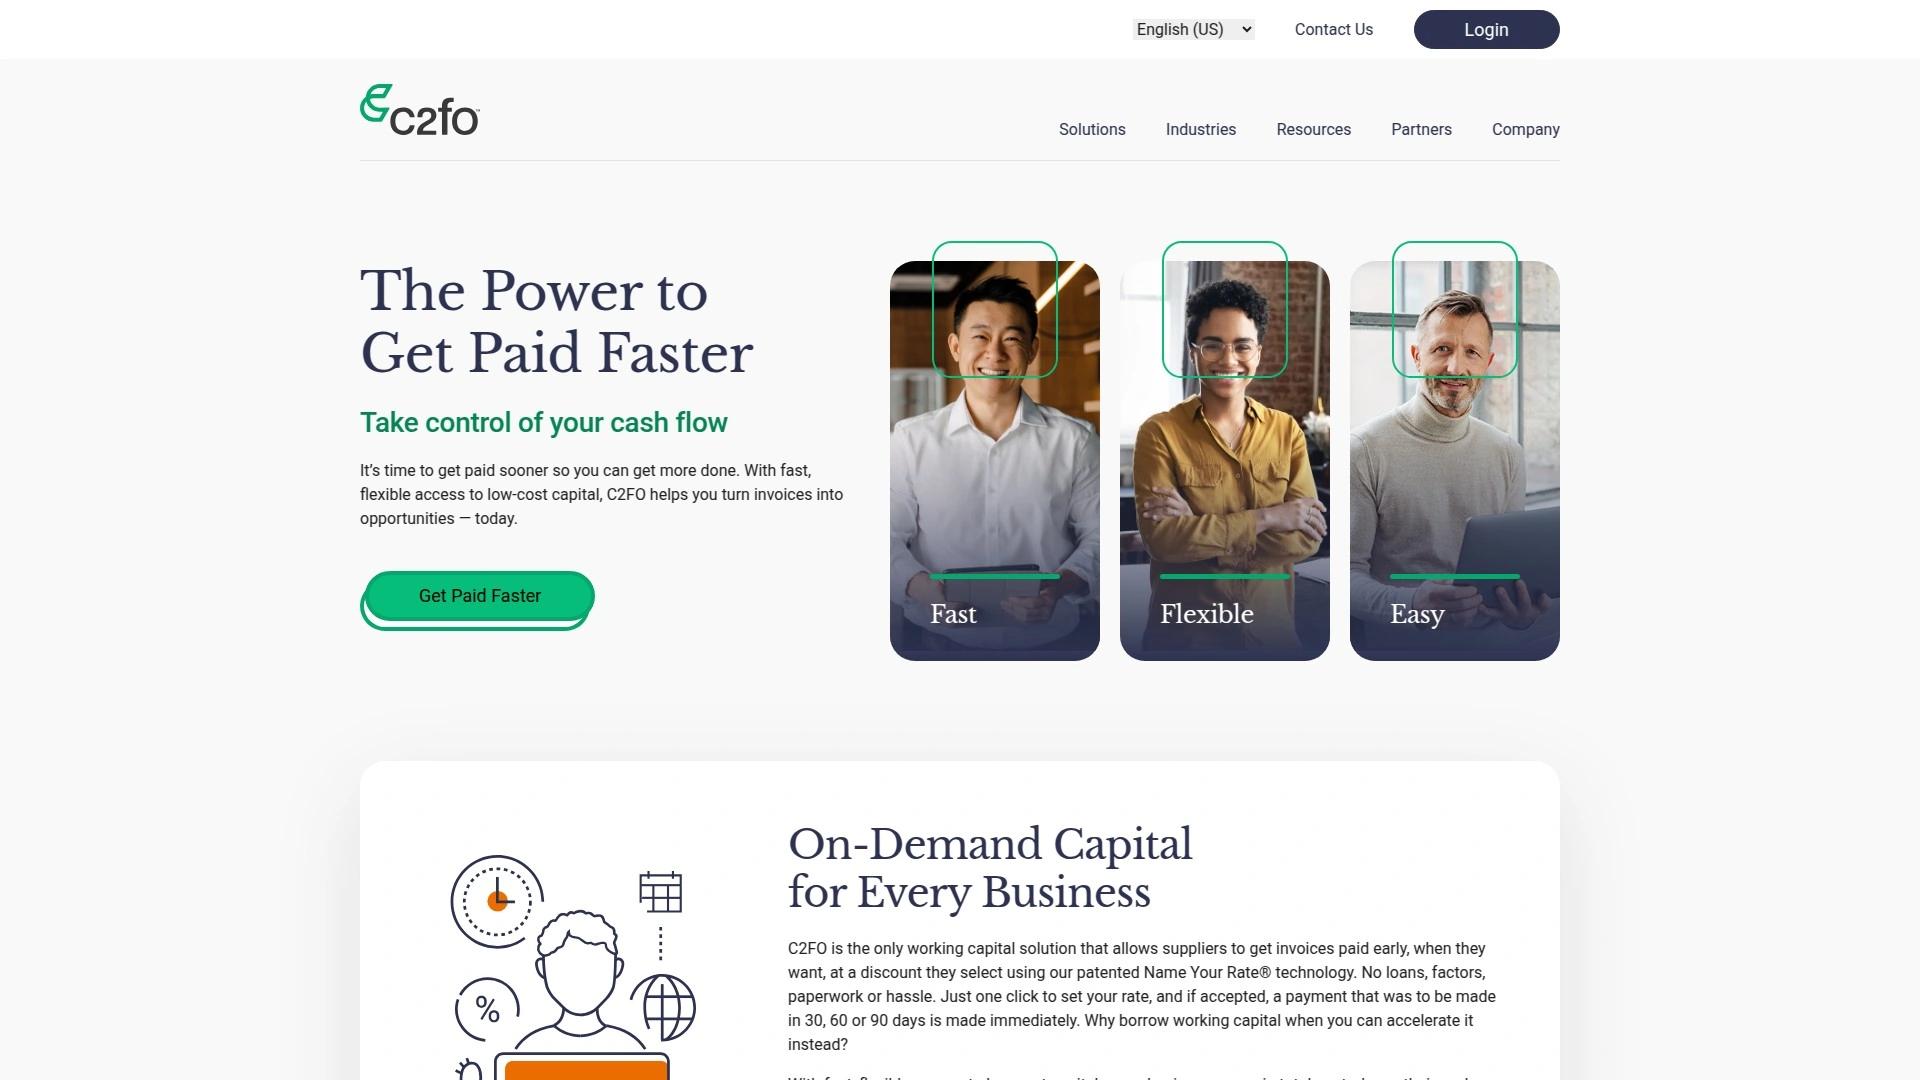 English (US)
Contact Us
Login
c2fo
Solutions
Industries
Resources
Partners
Company
The Power to
Get Paid Faster
Take control of your cash flow
It’s time to get paid sooner so you can get more done. With fast,
flexible access to low-cost capital, C2FO helps you turn invoices into
opportunities — today.
Get Paid Faster
Fast
Flexible
Easy
On-Demand Capital
for Every Business
C2FO is the only working capital solution that allows suppliers to get invoices paid early, when they
want, at a discount they select using our patented Name Your Rate® technology. No loans, factors,
paperwork or hassle. Just one click to set your rate, and if accepted, a payment that was to be made
in 30, 60 or 90 days is made immediately. Why borrow working capital when you can accelerate it
instead?
%